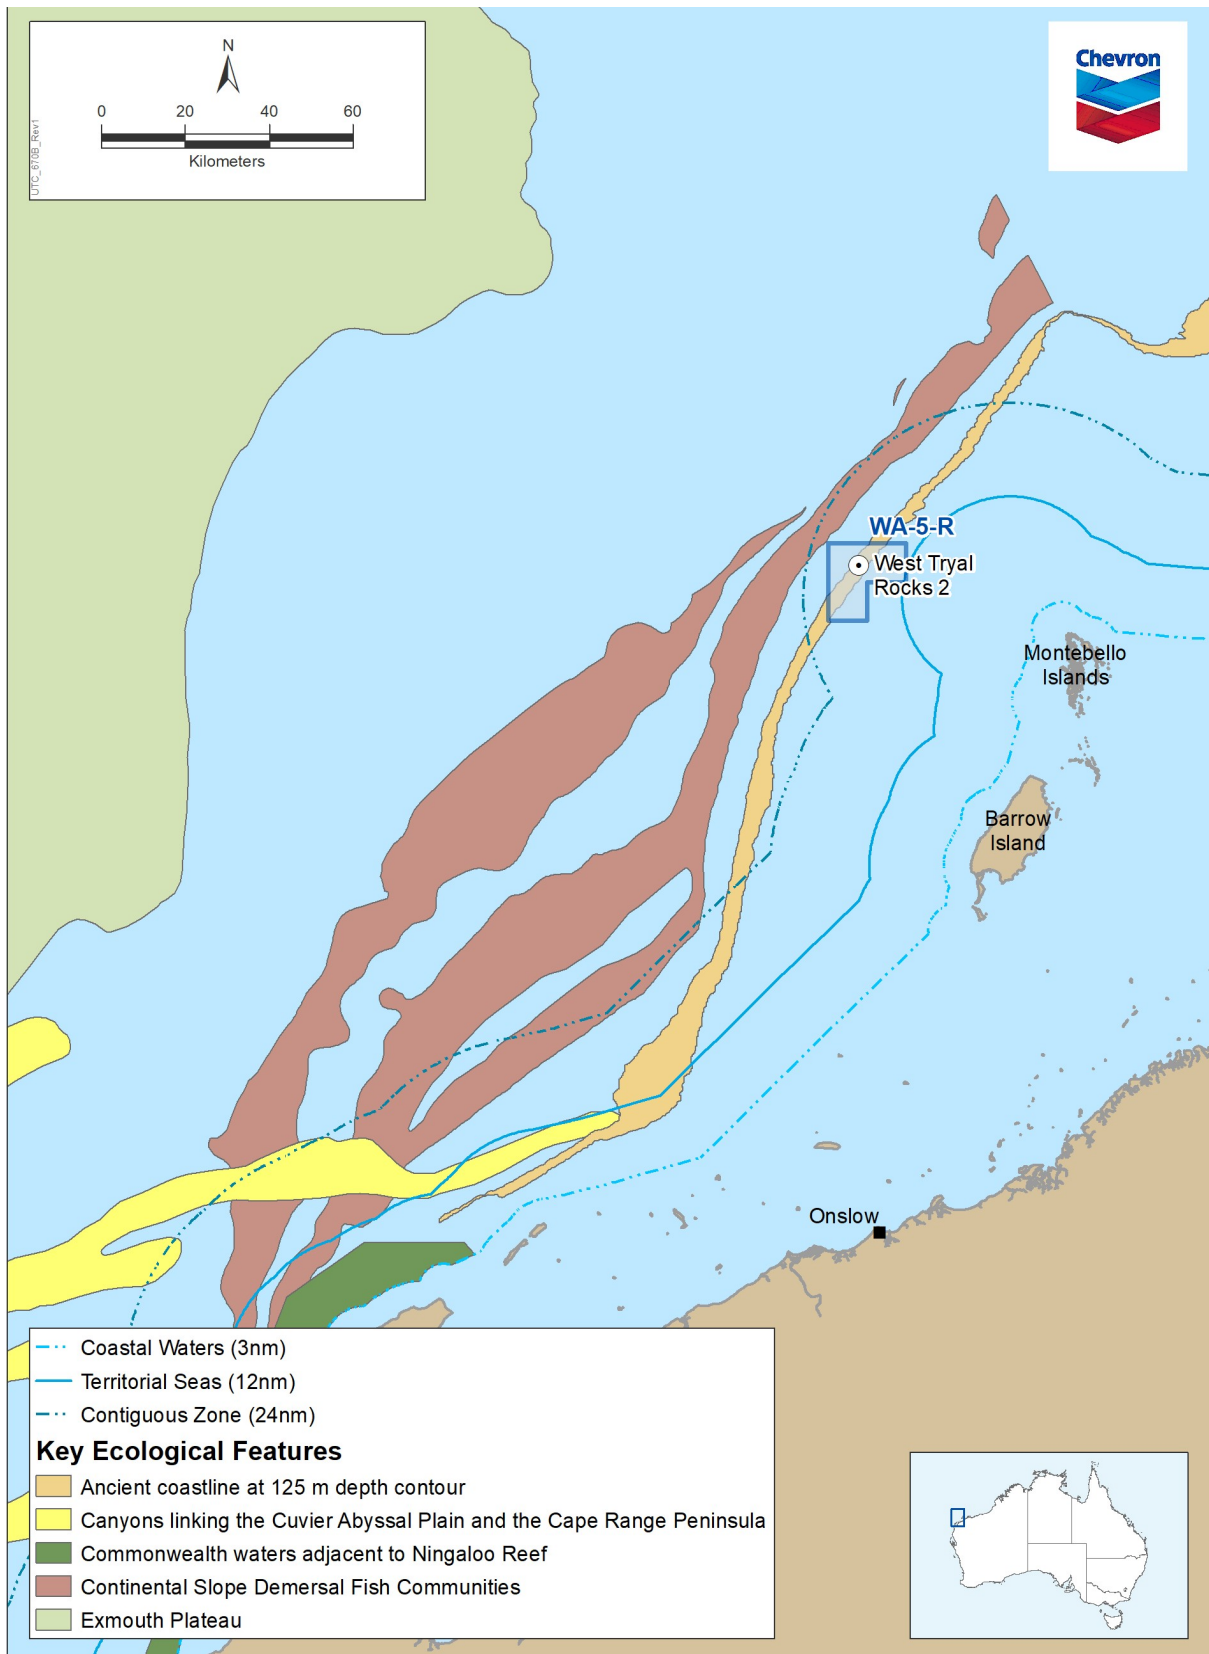 N
0 20 40 60
Kilometers
UTC_670B_Rev1
Chevron
WA-5-R
West Tryal
Rocks 2
Montebello
Islands
Barrow
Island
Onslow
Coastal Waters (3nm)
Territorial Seas (12nm)
Contiguous Zone (24nm)
Key Ecological Features
Ancient coastline at 125 m depth contour
Canyons linking the Cuvier Abyssal Plain and the Cape Range Peninsula
Commonwealth waters adjacent to Ningaloo Reef
Continental Slope Demersal Fish Communities
Exmouth Plateau